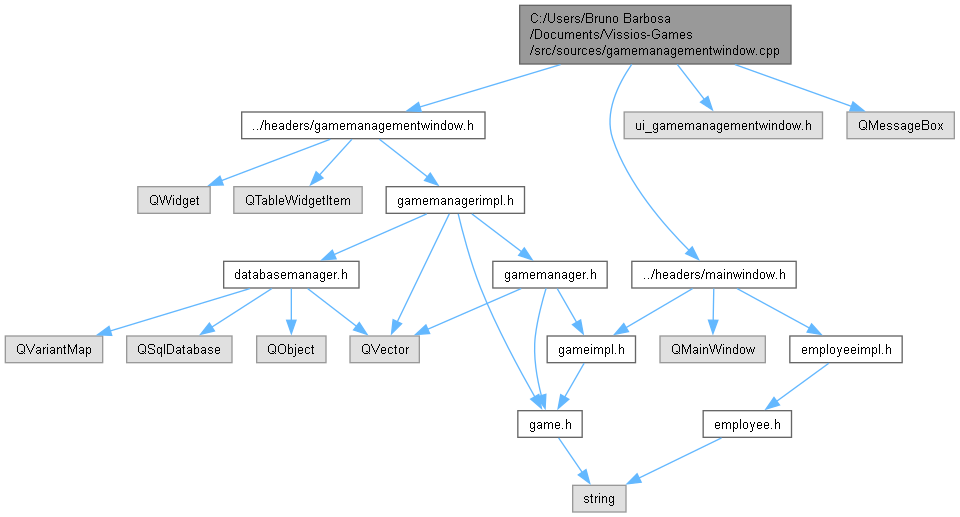 C:/Users/Bruno Barbosa
/Documents/Vissios-Games
/src/sources/gamemanagementwindow.cpp
../headers/gamemanagementwindow.h
ui_gamemanagementwindow.h
QMessageBox
QWidget
QTableWidgetItem
gamemanagerimpl.h
databasemanager.h
gamemanager.h
../headers/mainwindow.h
QVariantMap
QSqlDatabase
QObject
QVector
gameimpl.h
QMainWindow
employeeimpl.h
game.h
employee.h
string